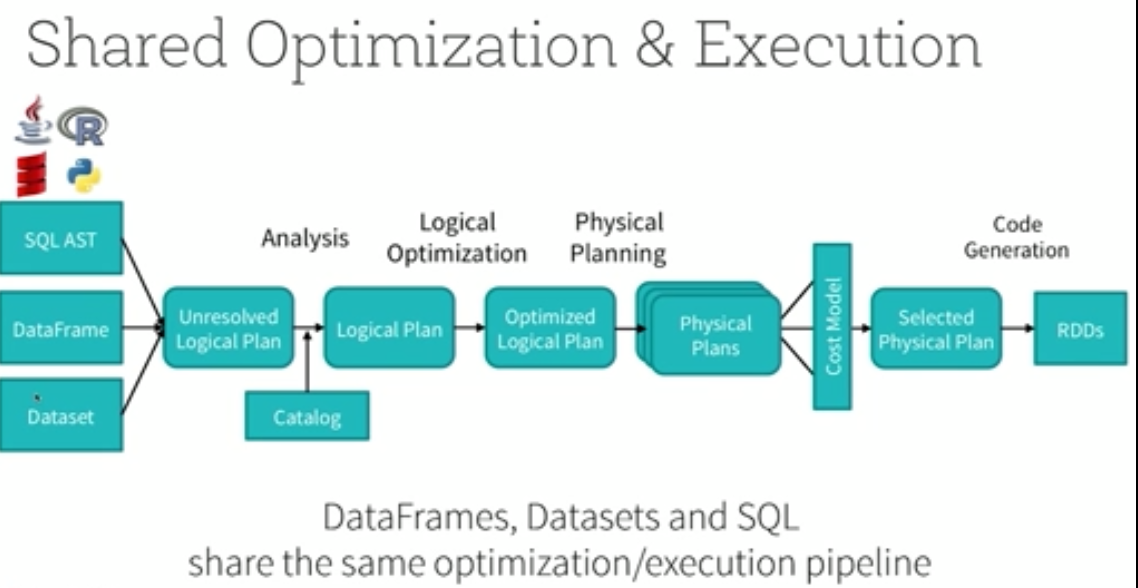 Shared Optimization & Execution
R
SQL AST
DataFrame
Dataset
Unresolved
Logical Plan
Analysis
Catalog
Logical Plan
Logical
Optimization
Optimized
Logical Plan
Physical
Planning
Physical
Plans
Cost Model
Selected
Physical Plan
Code
Generation
RDDs
DataFrames, Datasets and SQL
share the same optimization/execution pipeline